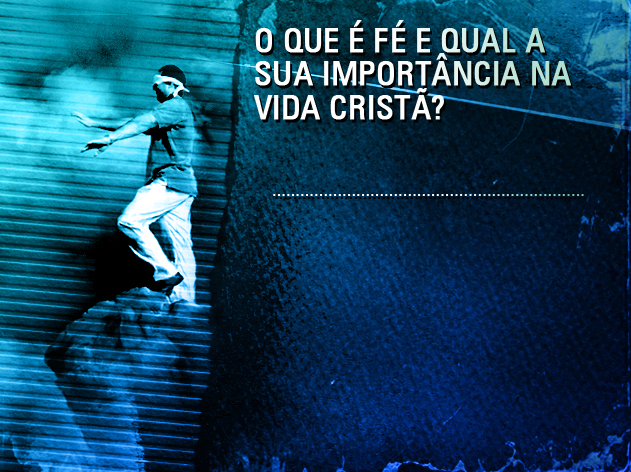 O QUE É FÉ E QUAL A
SUA IMPORTÂNCIA NA
VIDA CRISTÃ?